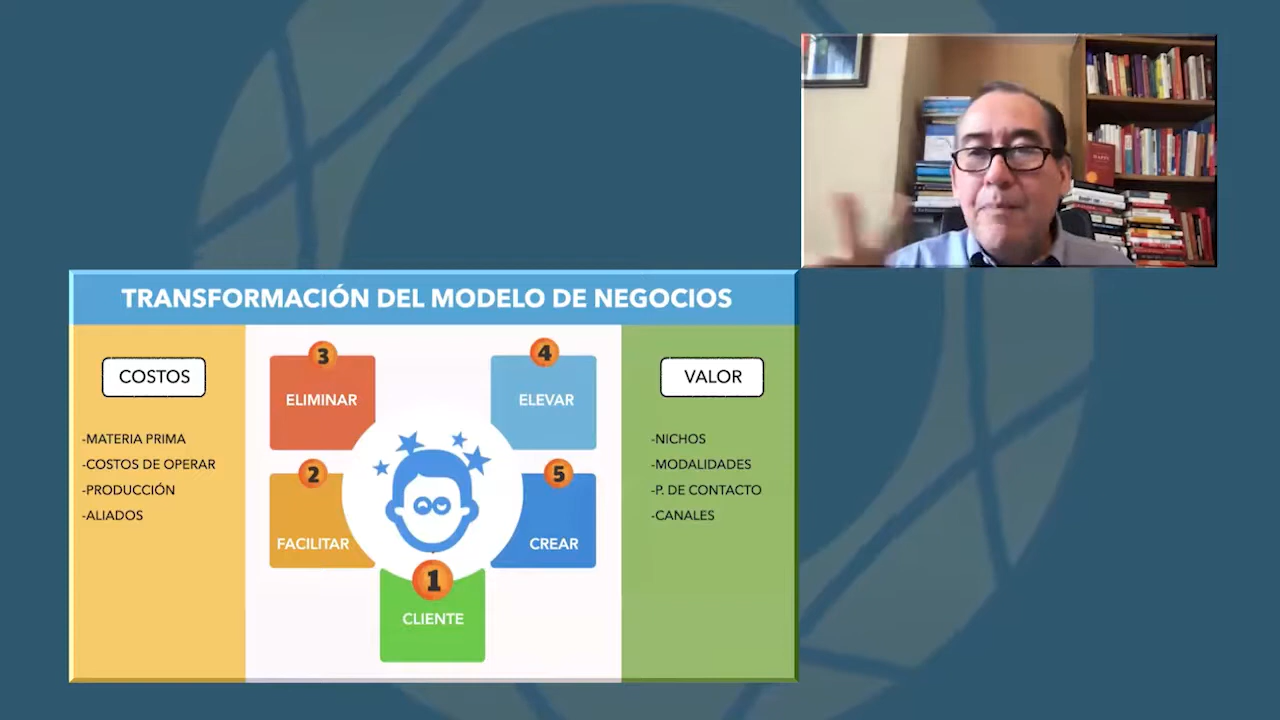 TRANSFORMACIÓN DEL MODELO DE NEGOCIOS
COSTOS
-MATERIA PRIMA
-COSTOS DE OPERAR
-PRODUCCIÓN
-ALIADOS
3
ELIMINAR
4
ELEVAR
2
FACILITAR
5
CREAR
1
CLIENTE
VALOR
-NICHOS
-MODALIDADES
-P. DE CONTACTO
-CANALES
HAPPY